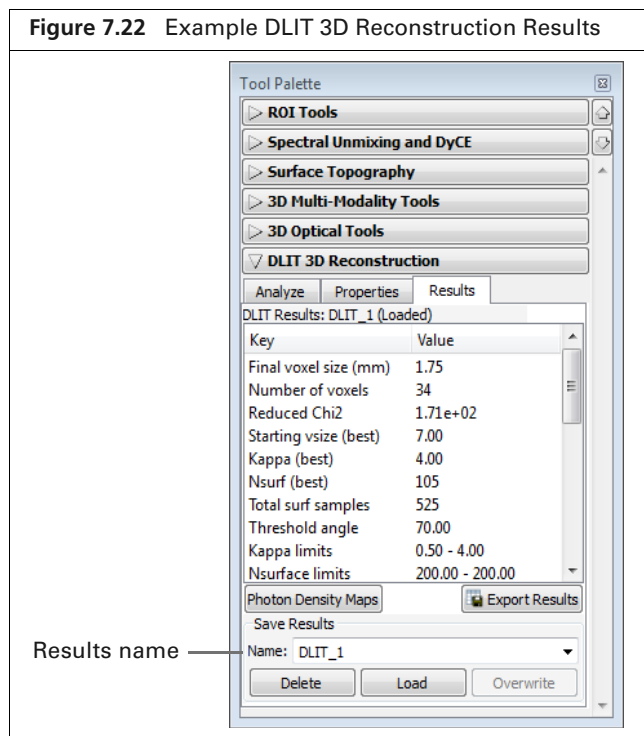 Figure 7.22 Example DLIT 3D Reconstruction Results
Tool Palette
ROI Tools
Spectral Unmixing and DyCE
Surface Topography
3D Multi-Modality Tools
3D Optical Tools
DLIT 3D Reconstruction
Analyze Properties Results
DLIT Results: DLIT_1 (Loaded)
Key Value
Final voxel size (mm) 1.75
Number of voxels 34
Reduced Chi2 1.71e+02
Starting vsize (best) 7.00
Kappa (best) 4.00
Nsurf (best) 105
Total surf samples 525
Threshold angle 70.00
Kappa limits 0.50 - 4.00
Nsurface limits 200.00 - 200.00
Photon Density Maps Export Results
Save Results
Results name Name: DLIT_1
Delete Load Overwrite